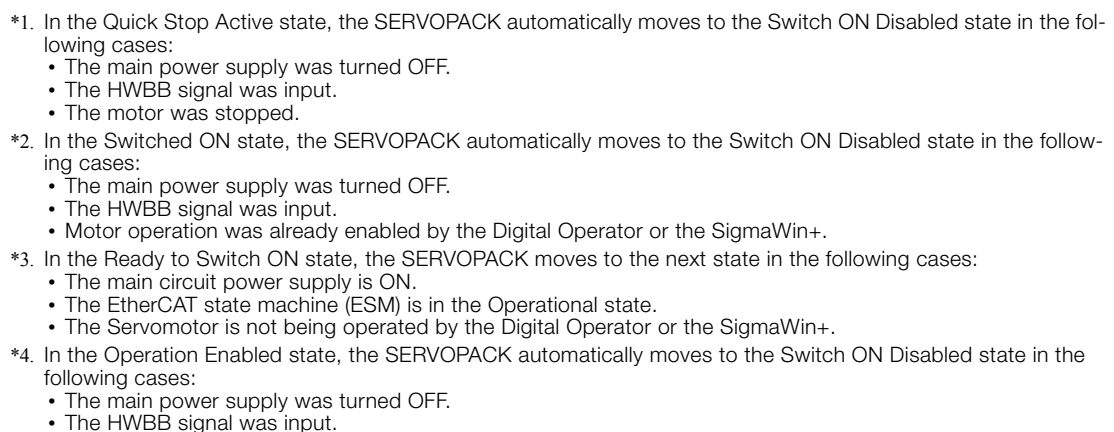 *1. In the Quick Stop Active state, the SERVOPACK automatically moves to the Switch ON Disabled state in the fol-
lowing cases:
• The main power supply was turned OFF.
• The HWBB signal was input.
• The motor was stopped.
*2. In the Switched ON state, the SERVOPACK automatically moves to the Switch ON Disabled state in the follow-
ing cases:
• The main power supply was turned OFF.
• The HWBB signal was input.
• Motor operation was already enabled by the Digital Operator or the SigmaWin+.
*3. In the Ready to Switch ON state, the SERVOPACK moves to the next state in the following cases:
• The main circuit power supply is ON.
• The EtherCAT state machine (ESM) is in the Operational state.
• The Servomotor is not being operated by the Digital Operator or the SigmaWin+.
*4. In the Operation Enabled state, the SERVOPACK automatically moves to the Switch ON Disabled state in the
following cases:
• The main power supply was turned OFF.
• The HWBB signal was input.